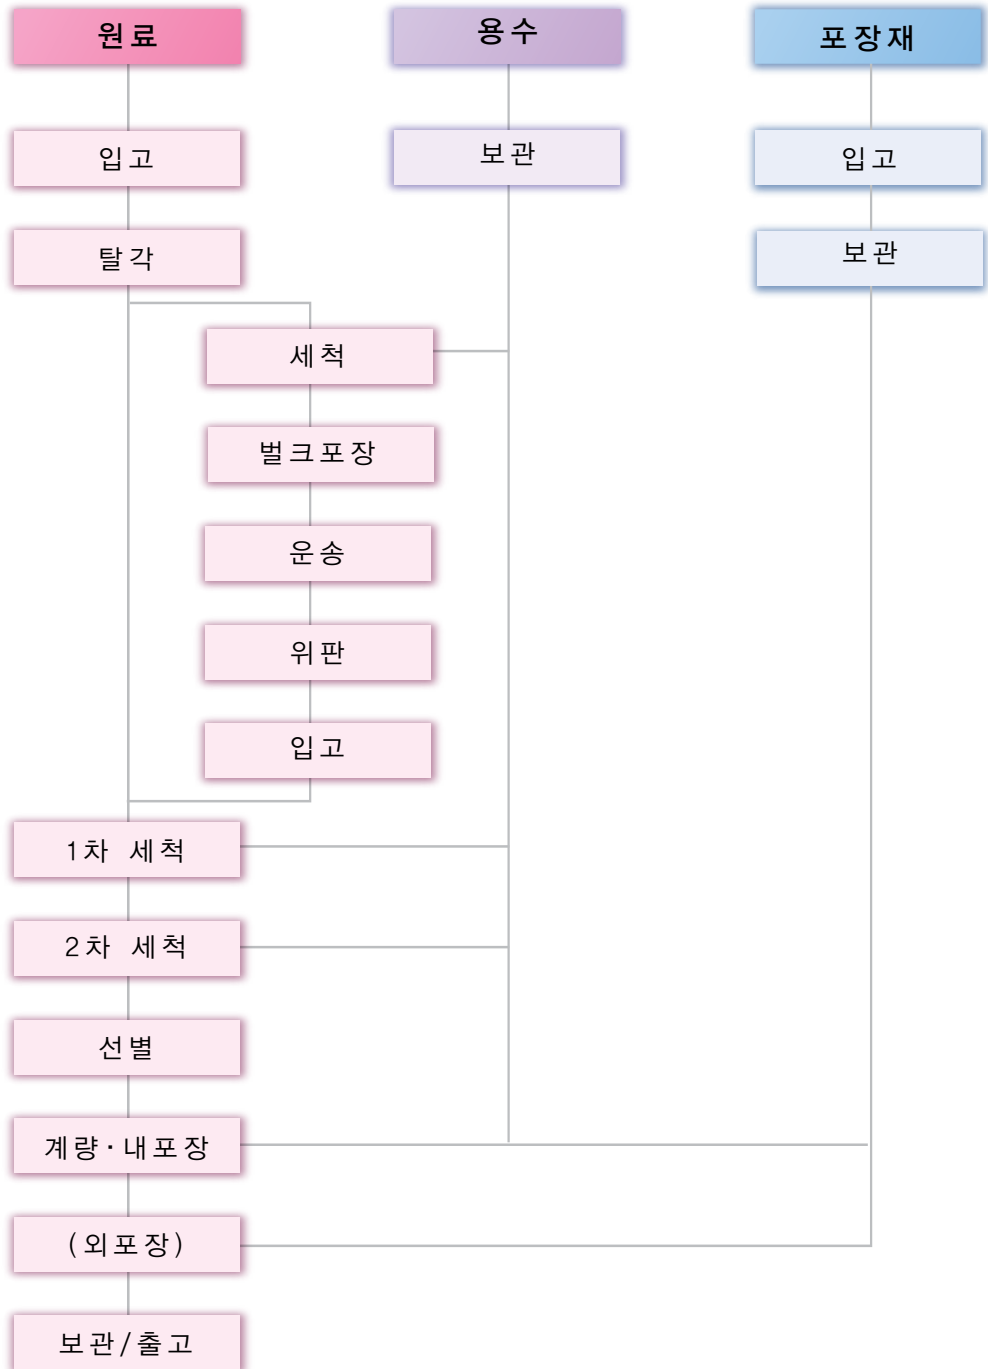 원료
용수
포장재
입고
보관
입고
탈각
보관
세척
벌크포장
운송
위판
입고
1차 세척
2차 세척
선별
계량·내포장
(외포장)
보관/출고